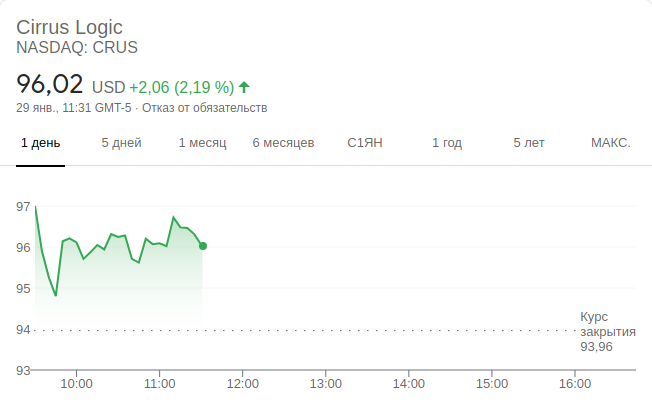 Cirrus Logic
NASDAQ: CRUS
96,02 USD +2,06 (2,19 %)
29 янв., 11:31 GMT-5 · Отказ от обязательств
1 день 5 дней 1 месяц 6 месяцев С1ЯН 1 год 5 лет МАКС.
97
96
95
Курс
94 закрытия
93,96
93
10:00 11:00 12:00 13:00 14:00 15:00 16:00